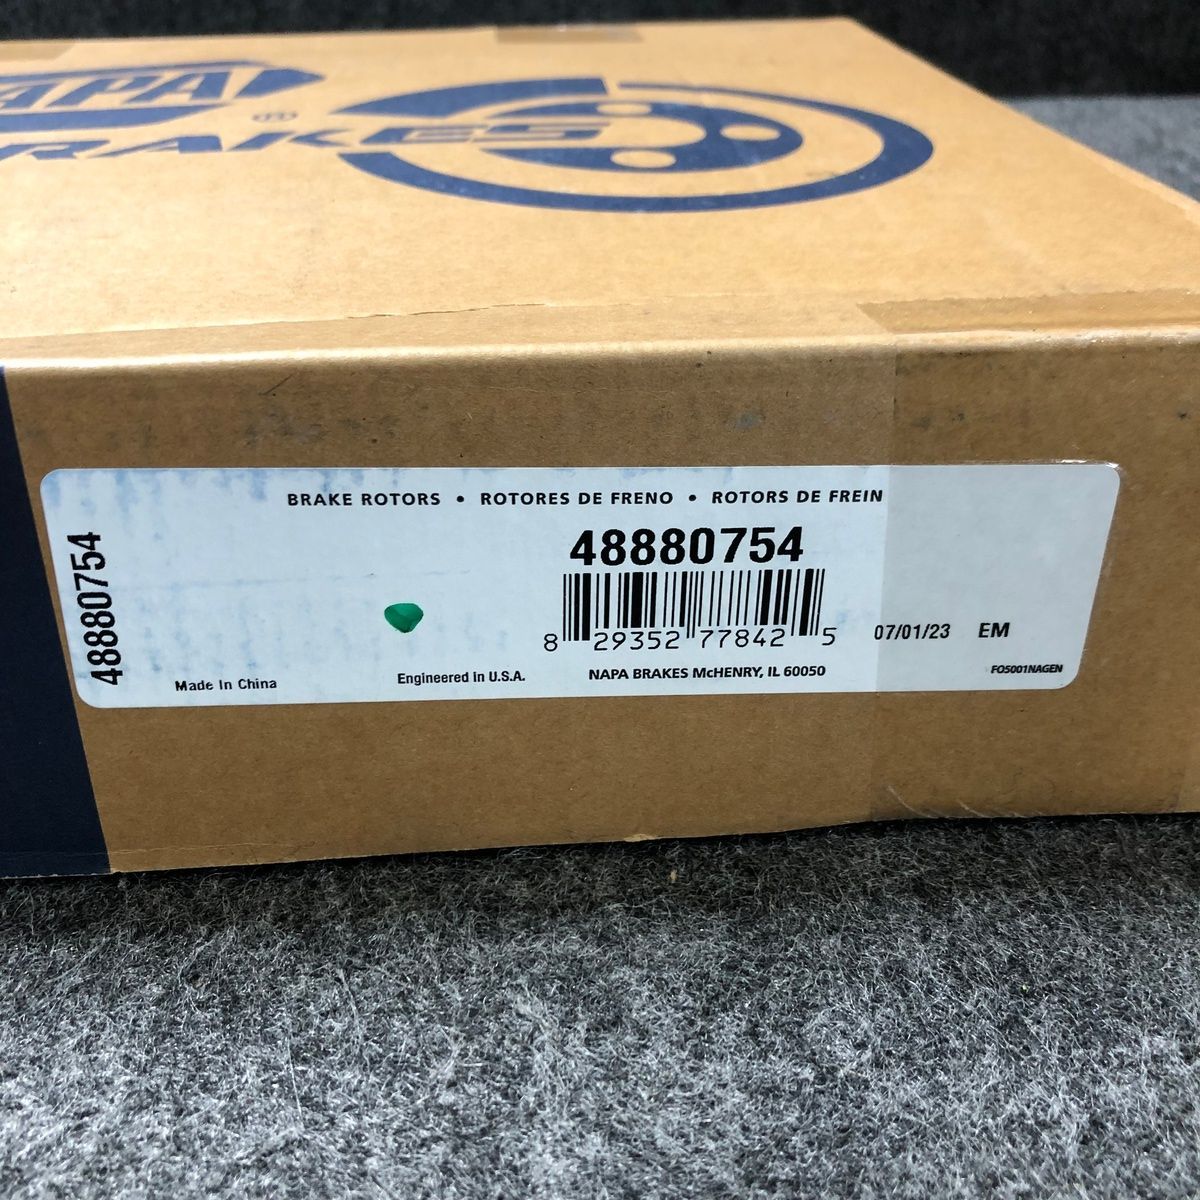 NAPA
®
BRAKES
BRAKE ROTORS • ROTORES DE FRENO • ROTORS DE FREIN
48880754
48880754
8 29352 77842 5
07/01/23 EM
Made In China
Engineered in U.S.A.
NAPA BRAKES McHENRY, IL 60050
FO5001NAGEN